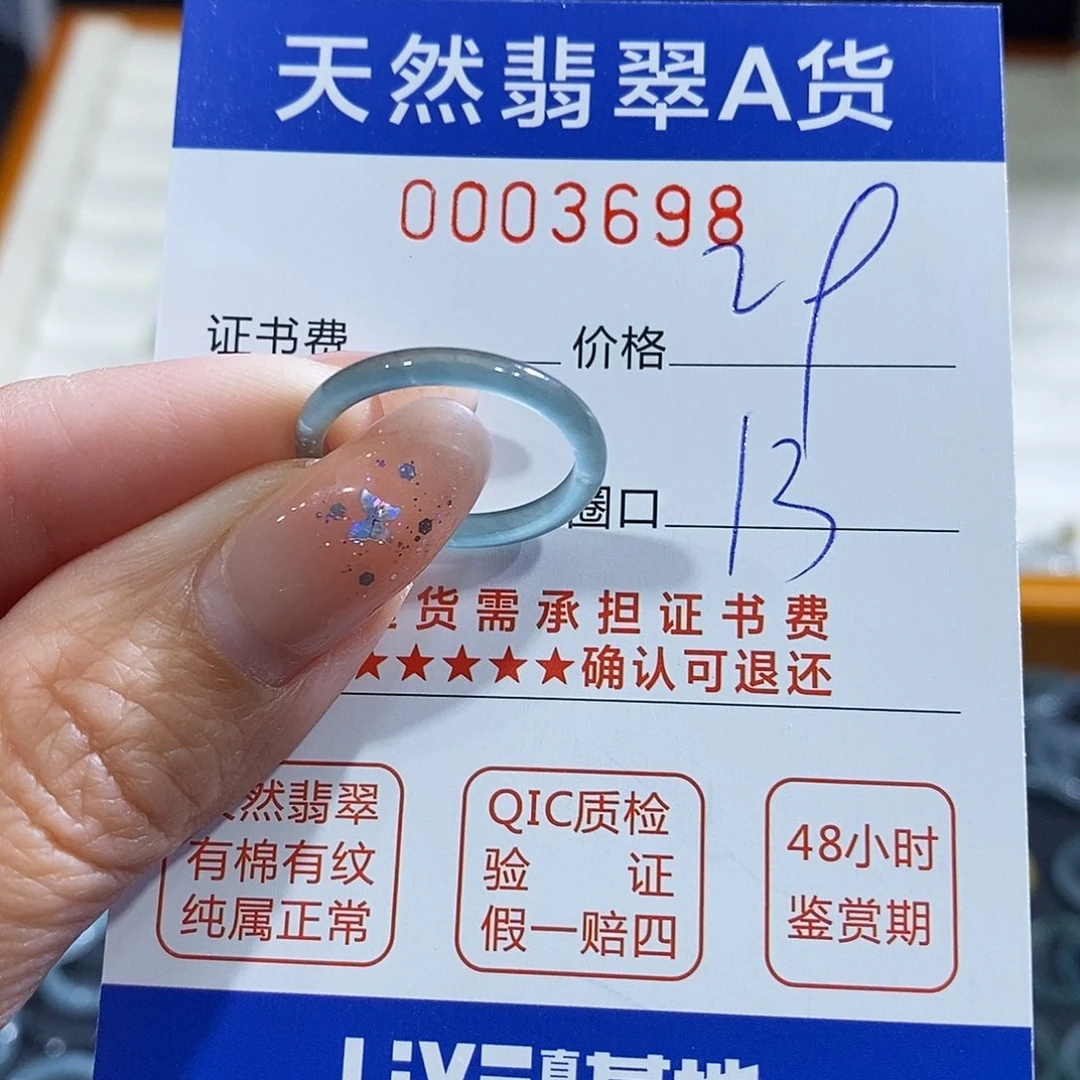 天然翡翠A货
0003698
证书费 价格 29
圈口 13
货需承担证书费
★★★★★确认可退还
然翡翠
有棉有纹
纯属正常
QIC质检
验 证
假一赔四
48小时
鉴赏期